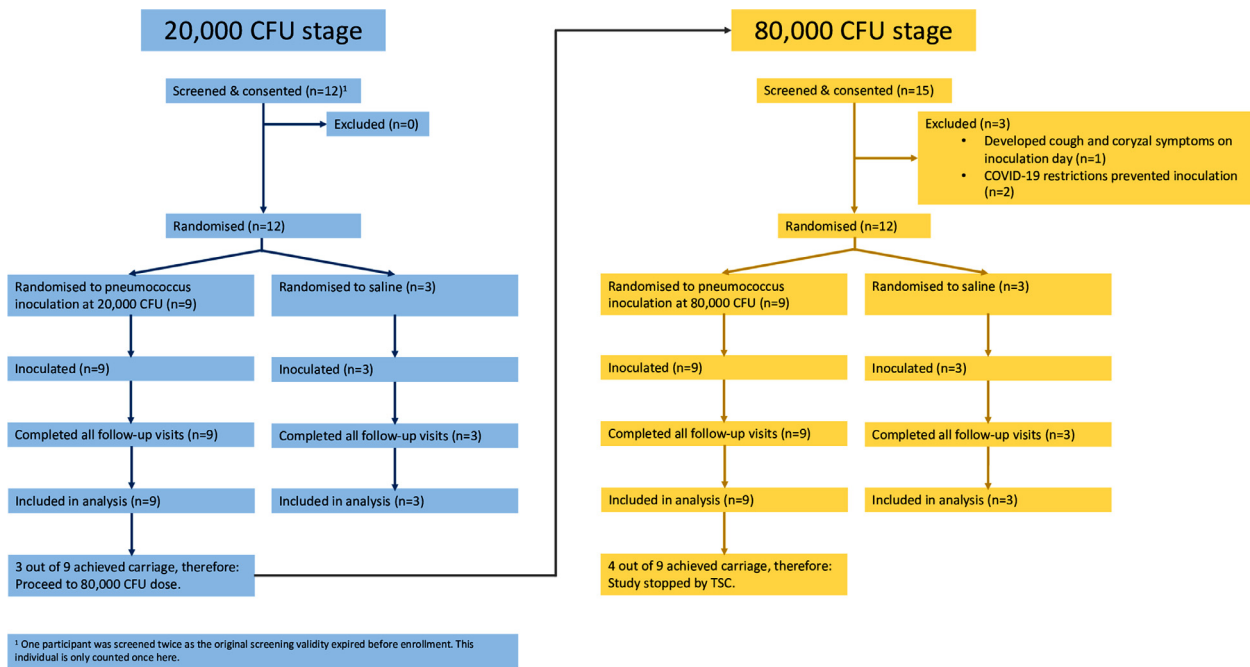 20,000 CFU stage
Screened & consented (n=12)¹
Excluded (n=0)
Randomised (n=12)
Randomised to pneumococcus
inoculation at 20,000 CFU (n=9)
Randomised to saline (n=3)
Inoculated (n=9)
Inoculated (n=3)
Completed all follow-up visits (n=9)
Completed all follow-up visits (n=3)
Included in analysis (n=9)
Included in analysis (n=3)
3 out of 9 achieved carriage, therefore:
Proceed to 80,000 CFU dose.
¹ One participant was screened twice as the original screening validity expired before enrollment. This
individual is only counted once here.
80,000 CFU stage
Screened & consented (n=15)
Excluded (n=3)
• Developed cough and coryzal symptoms on
inoculation day (n=1)
• COVID-19 restrictions prevented inoculation
(n=2)
Randomised (n=12)
Randomised to pneumococcus
inoculation at 80,000 CFU (n=9)
Randomised to saline (n=3)
Inoculated (n=9)
Inoculated (n=3)
Completed all follow-up visits (n=9)
Completed all follow-up visits (n=3)
Included in analysis (n=9)
Included in analysis (n=3)
4 out of 9 achieved carriage, therefore:
Study stopped by TSC.